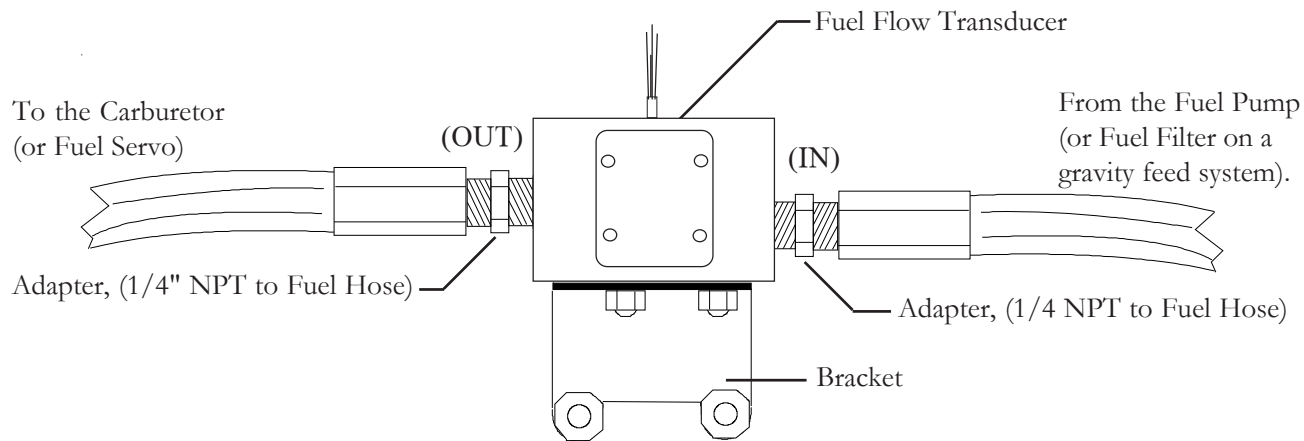 Fuel Flow Transducer
To the Carburetor
(or Fuel Servo)
(OUT)
(IN)
From the Fuel Pump
(or Fuel Filter on a
gravity feed system).
Adapter, (1/4" NPT to Fuel Hose)
Adapter, (1/4 NPT to Fuel Hose)
Bracket